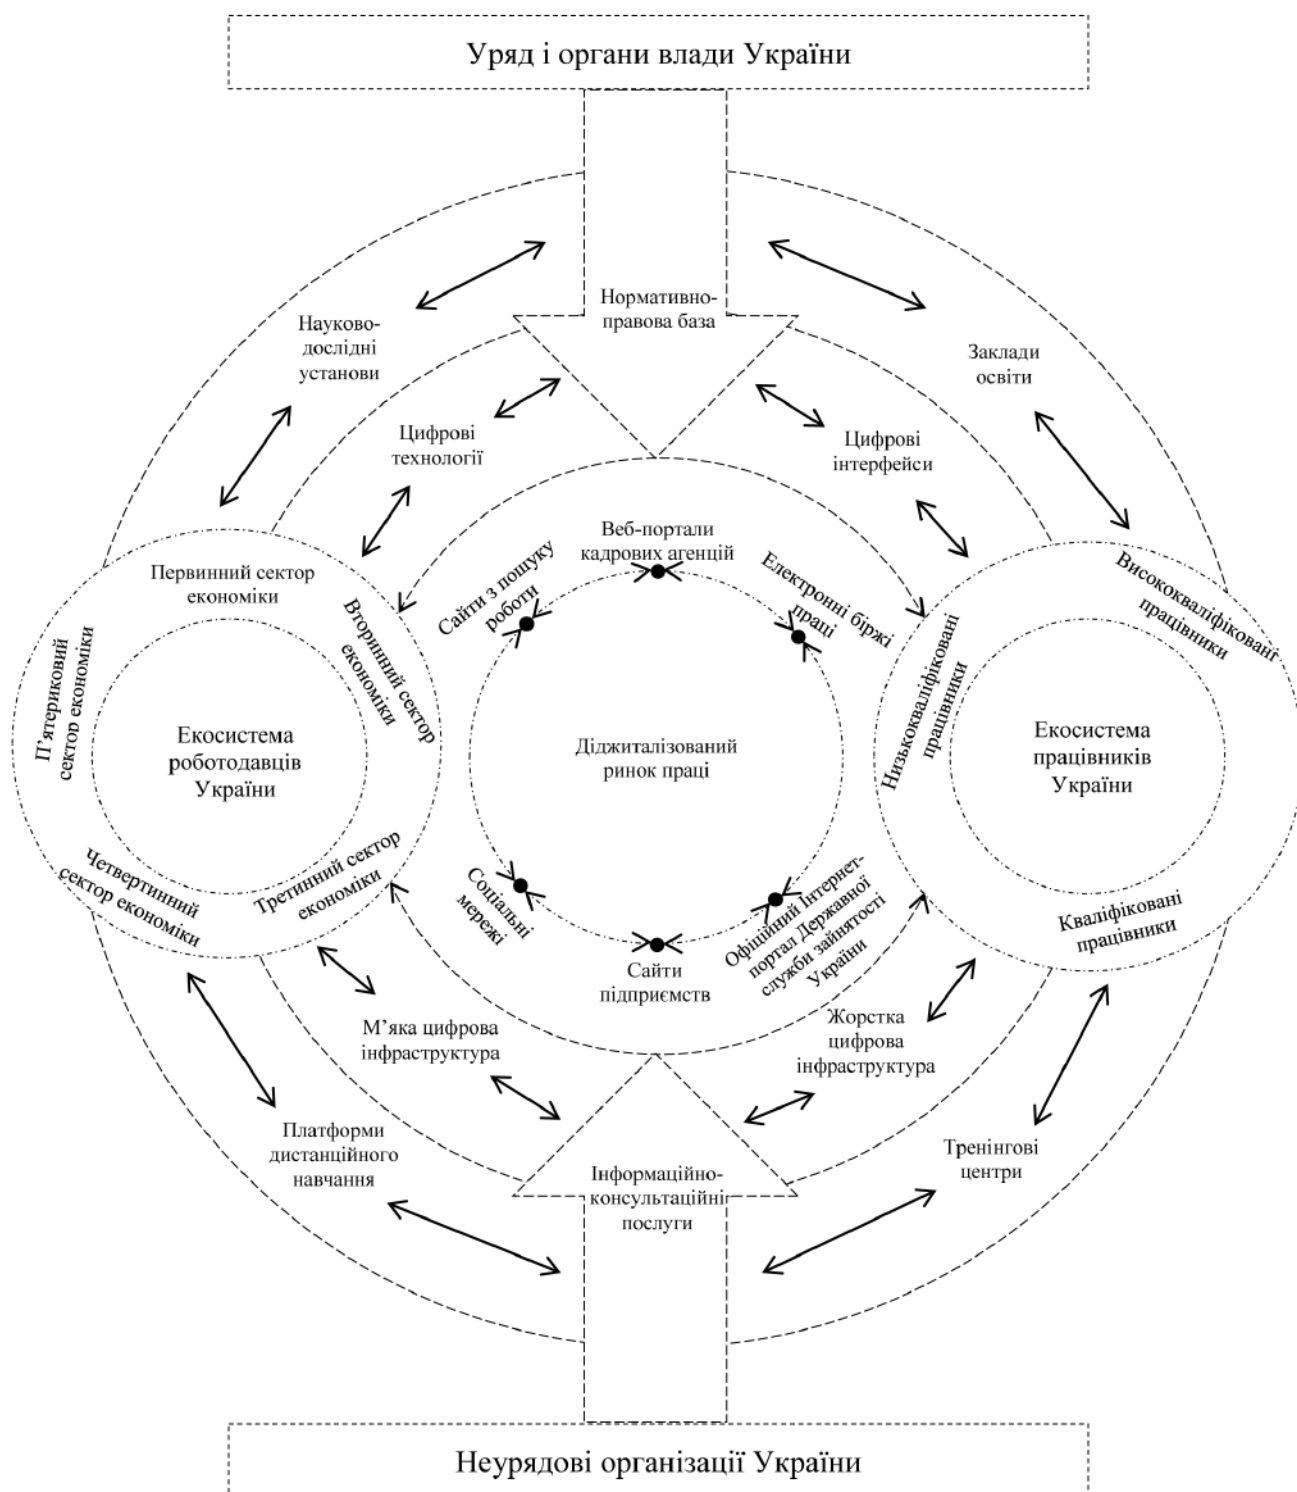 Уряд і органи влади України
Нормативно-
правова база
Науково-
дослідні
установи
Заклади
освіти
Цифрові
технології
Цифрові
інтерфейси
Веб-портали
кадрових агенцій
Сайти з пошуку
роботи
Електронні біржі
праці
Первинний сектор
економіки
Вторинний сектор
економіки
П’ятериковий
сектор економіки
Екосистема
роботодавців
України
Четвертинний
сектор економіки
Третинний сектор
економіки
Діджиталізований
ринок праці
Низькокваліфіковані
працівники
Висококваліфіковані
працівники
Екосистема
працівників
України
Кваліфіковані
працівники
Соціальні
мережі
Сайти
підприємств
Офіційний Інтернет-
портал Державної
служби зайнятості
України
М’яка цифрова
інфраструктура
Жорстка
цифрова
інфраструктура
Платформи
дистанційного
навчання
Інформаційно-
консультаційні
послуги
Тренінгові
центри
Неурядові організації України